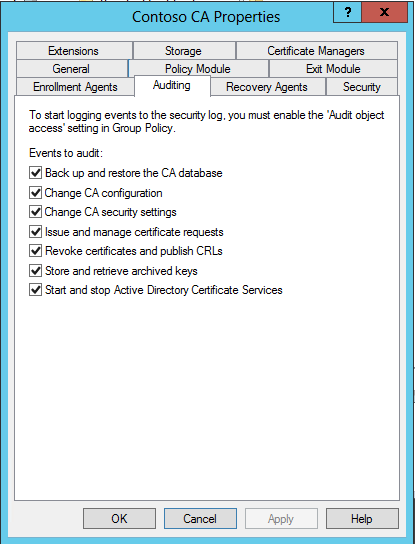 Contoso CA Properties
?
x
Extensions
Storage
Certificate Managers
General
Policy Module
Exit Module
Enrollment Agents
Auditing
Recovery Agents
Security
To start logging events to the security log, you must enable the 'Audit object
access' setting in Group Policy.
Events to audit:
Back up and restore the CA database
Change CA configuration
Change CA security settings
Issue and manage certificate requests
Revoke certificates and publish CRLs
Store and retrieve archived keys
Start and stop Active Directory Certificate Services
OK
Cancel
Apply
Help